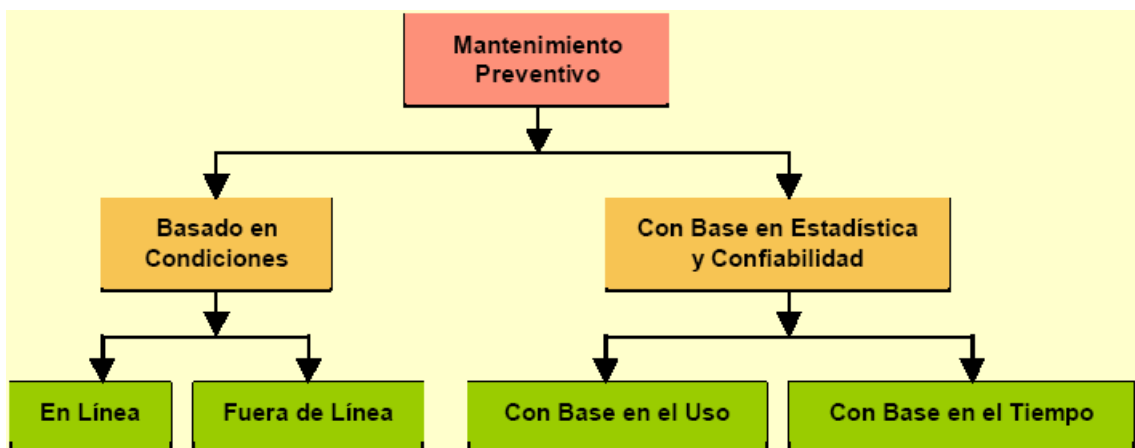 Mantenimiento
Preventivo
Basado en
Condiciones
Con Base en Estadística
y Confiabilidad
En Línea
Fuera de Línea
Con Base en el Uso
Con Base en el Tiempo